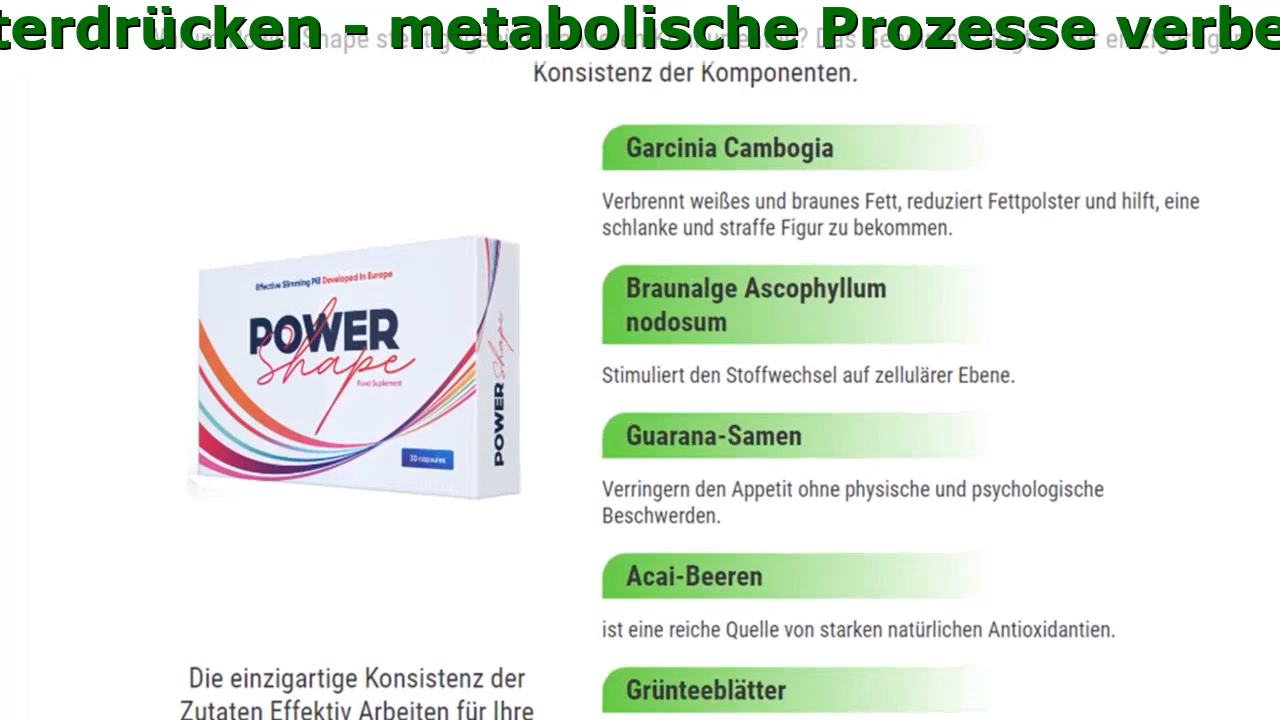 terdrücken - metabolische Prozesse verbe
Shape
Konsistenz der Komponenten.
Garcinia Cambogia
Verbrennt weißes und braunes Fett, reduziert Fettpolster und hilft, eine
schlanke und straffe Figur zu bekommen.
Braunalge Ascophyllum
nodosum
Stimuliert den Stoffwechsel auf zellulärer Ebene.
Guarana-Samen
Verringern den Appetit ohne physische und psychologische
Beschwerden.
Acai-Beeren
ist eine reiche Quelle von starken natürlichen Antioxidantien.
Grünteeblätter
Effective Slimming Pill Developed In Europe
POWER
Shape
Food Suplement
30 capsules
POWER Shape
Die einzigartige Konsistenz der
Zutaten Effektiv Arbeiten für Ihre